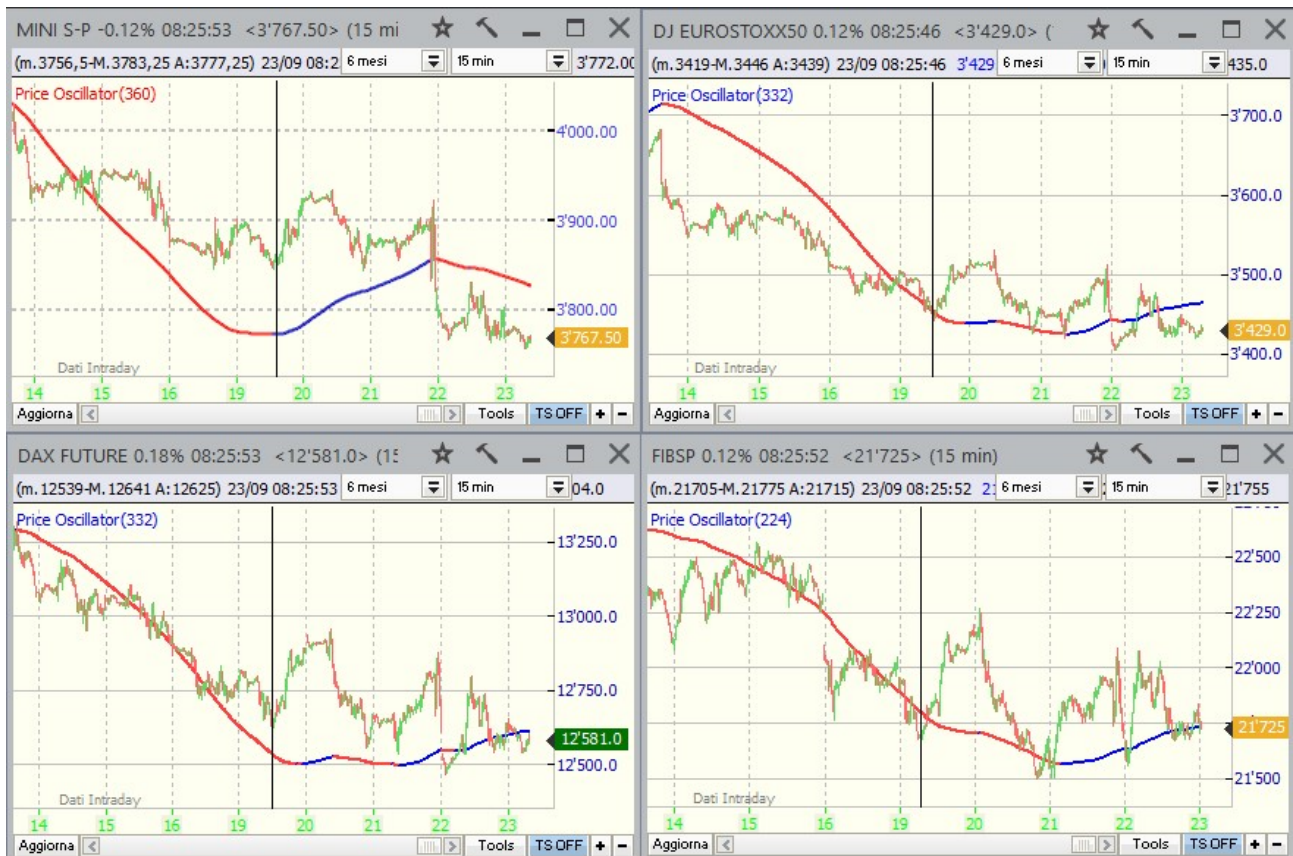 MINI S-P -0.12% 08:25:53 <3'767.50> (15 mi
(m.3756,5-M.3783,25 A:3777,25) 23/09 08:2 6 mesi 15 min 3'772.00
Price Oscillator(360)
4'000.00
3'900.00
3'800.00
3'767.50
Dati Intraday
14 15 16 19 20 21 22 23
Aggiorna Tools TS OFF + -
DJ EUROSTOXX50 0.12% 08:25:46 <3'429.0> (
(m.3419-M.3446 A:3439) 23/09 08:25:46 3'429 6 mesi 15 min 435.0
Price Oscillator(332)
3'700.0
3'600.0
3'500.0
3'429.0
3'400.0
Dati Intraday
14 15 16 19 20 21 22 23
Aggiorna Tools TS OFF + -
DAX FUTURE 0.18% 08:25:53 <12'581.0> (15
(m.12539-M.12641 A:12625) 23/09 08:25:53 6 mesi 15 min 04.0
Price Oscillator(332)
13'250.0
13'000.0
12'750.0
12'581.0
12'500.0
Dati Intraday
14 15 16 19 20 21 22 23
Aggiorna Tools TS OFF + -
FIBSP 0.12% 08:25:52 <21'725> (15 min)
(m.21705-M.21775 A:21715) 23/09 08:25:52 6 mesi 15 min 21'755
Price Oscillator(224)
22'500
22'250
22'000
21'725
21'500
Dati Intraday
14 15 16 19 20 21 22 23
Aggiorna Tools TS OFF + -